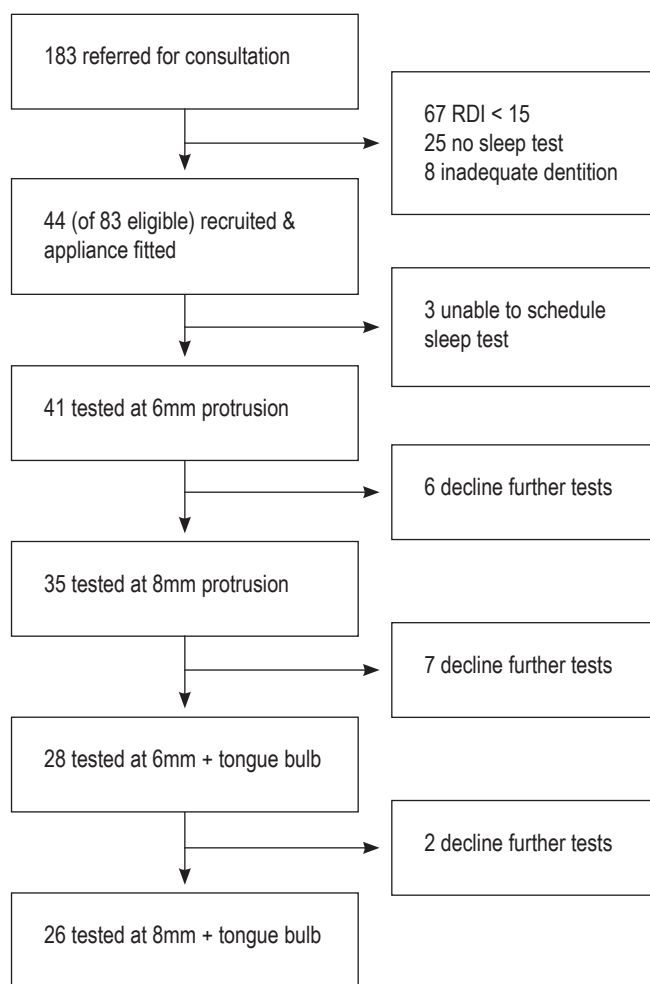 183 referred for consultation
67 RDI < 15
25 no sleep test
8 inadequate dentition
44 (of 83 eligible) recruited &
appliance fitted
3 unable to schedule
sleep test
41 tested at 6mm protrusion
6 decline further tests
35 tested at 8mm protrusion
7 decline further tests
28 tested at 6mm + tongue bulb
2 decline further tests
26 tested at 8mm + tongue bulb